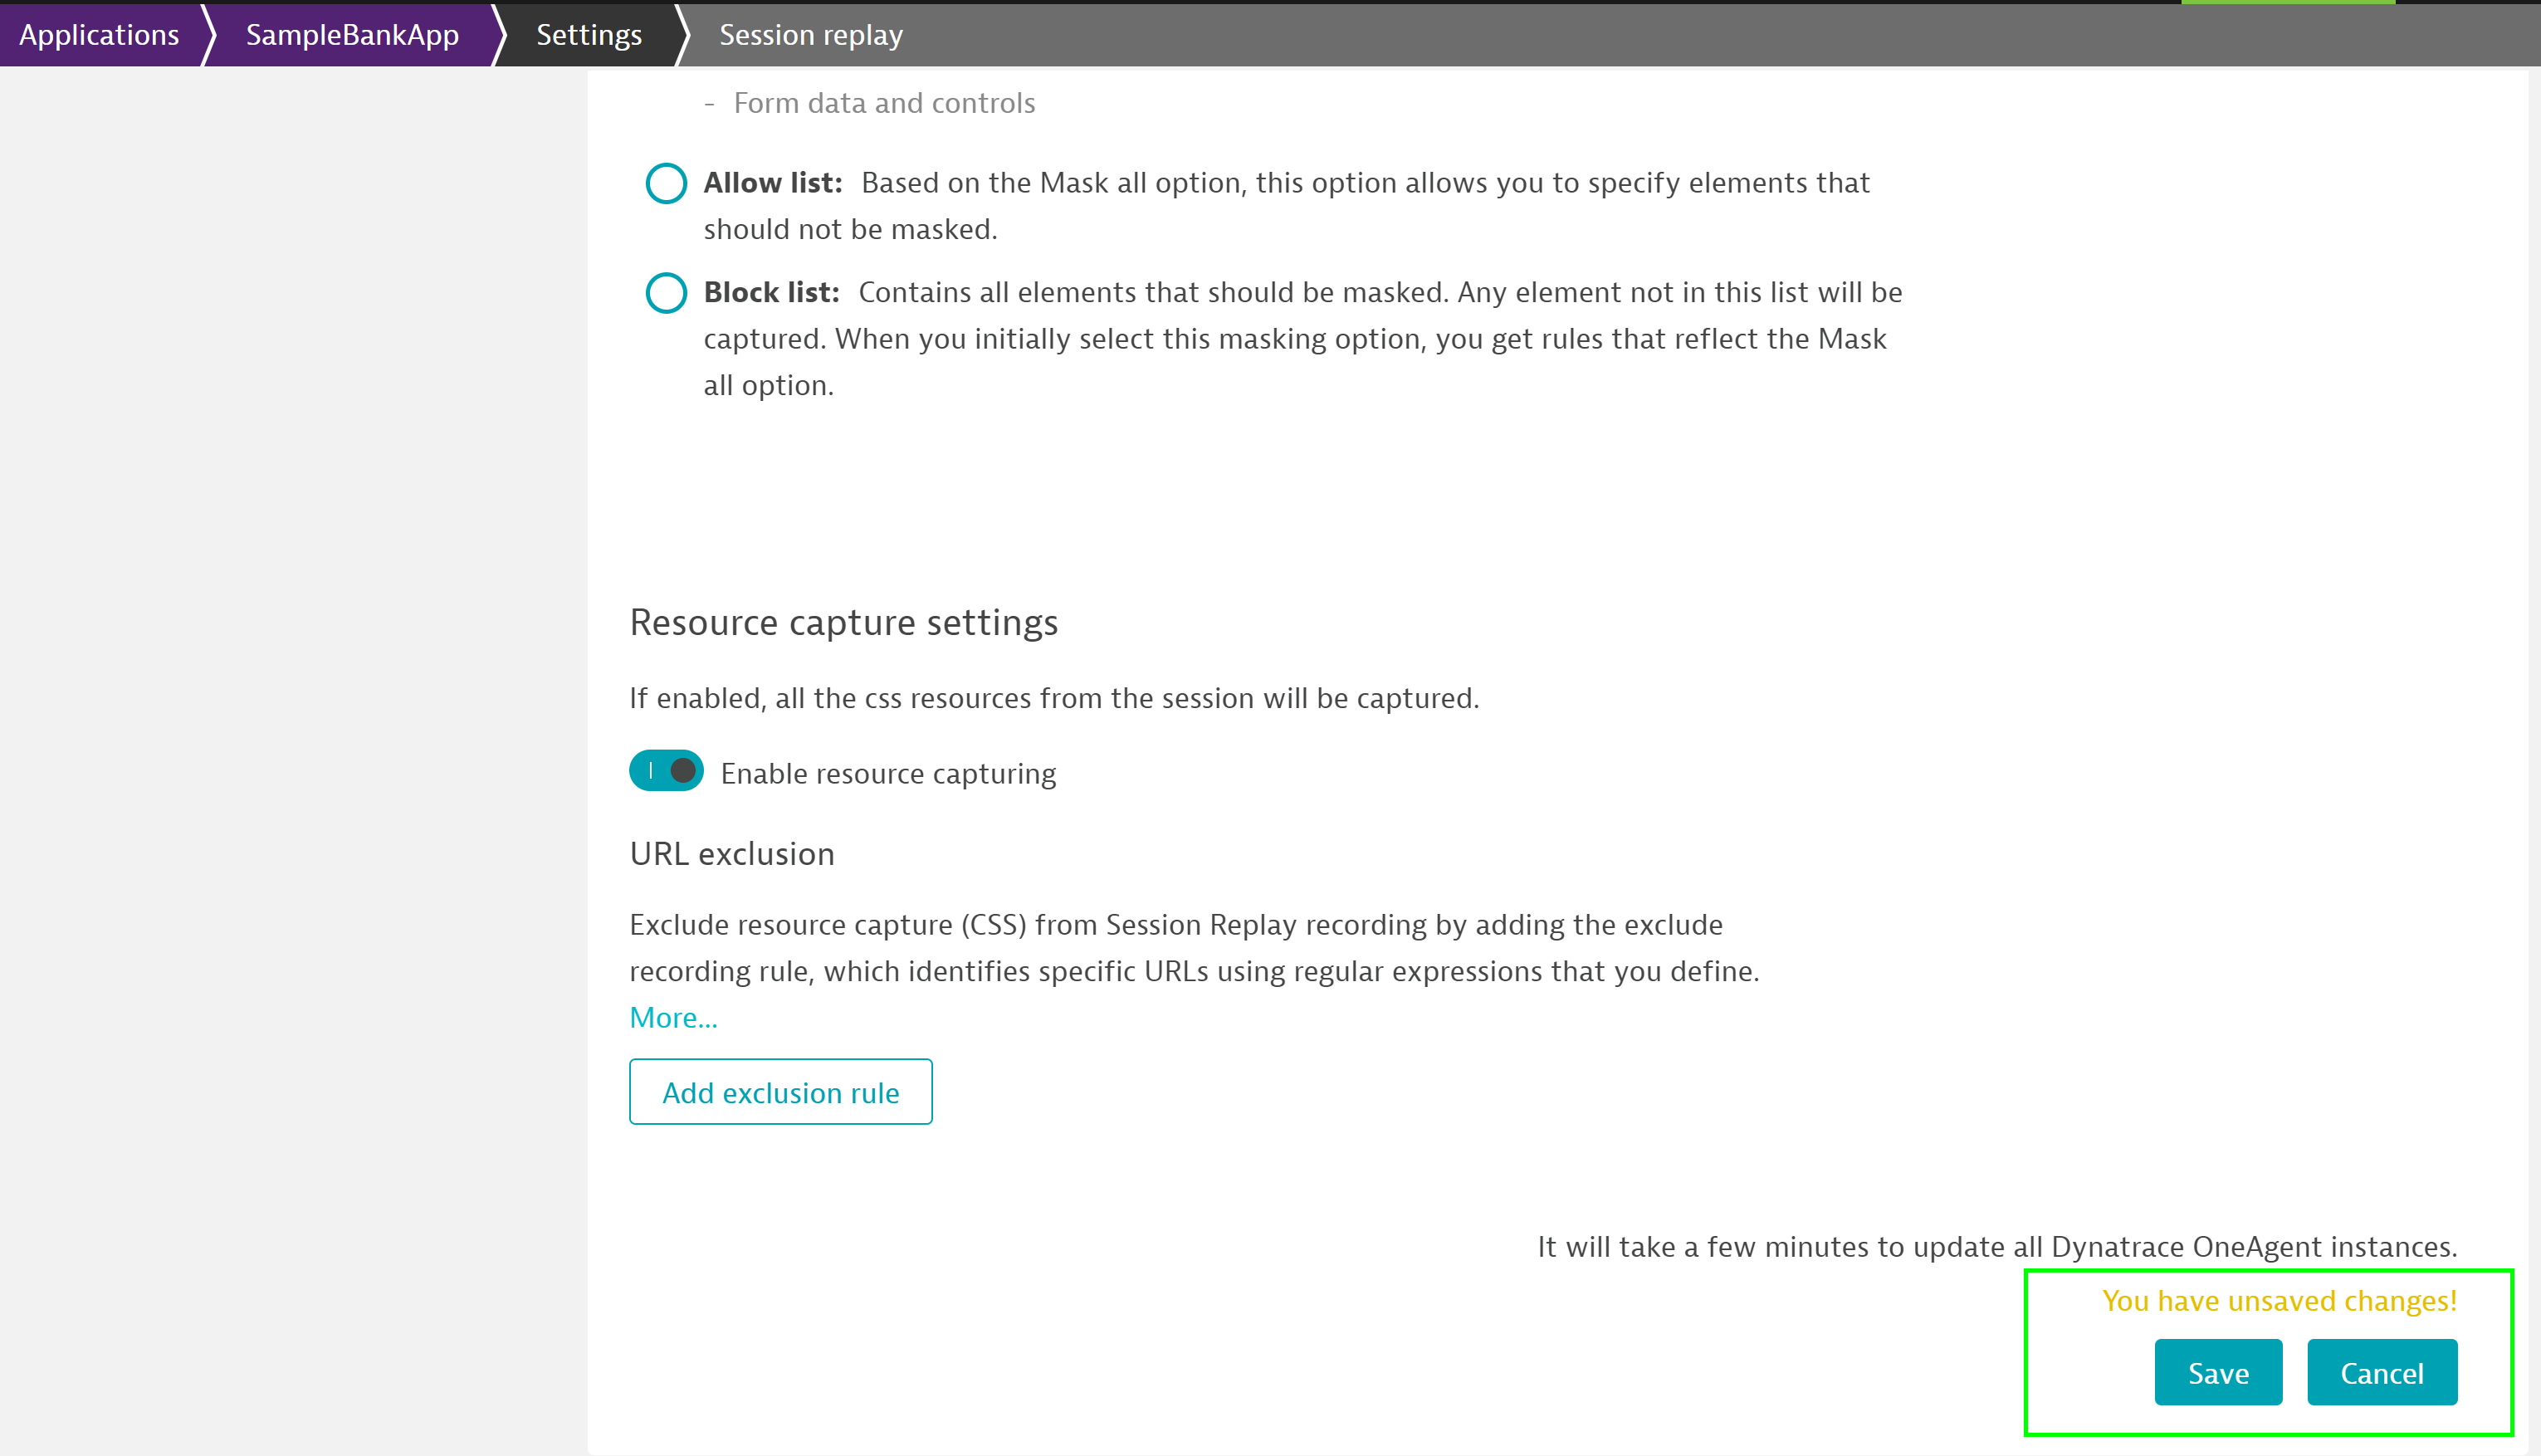 Applications SampleBankApp Settings Session replay
- Form data and controls
Allow list: Based on the Mask all option, this option allows you to specify elements that
should not be masked.
Block list: Contains all elements that should be masked. Any element not in this list will be
captured. When you initially select this masking option, you get rules that reflect the Mask
all option.
Resource capture settings
If enabled, all the css resources from the session will be captured.
Enable resource capturing
URL exclusion
Exclude resource capture (CSS) from Session Replay recording by adding the exclude
recording rule, which identifies specific URLs using regular expressions that you define.
More...
Add exclusion rule
It will take a few minutes to update all Dynatrace OneAgent instances.
You have unsaved changes!
Save Cancel